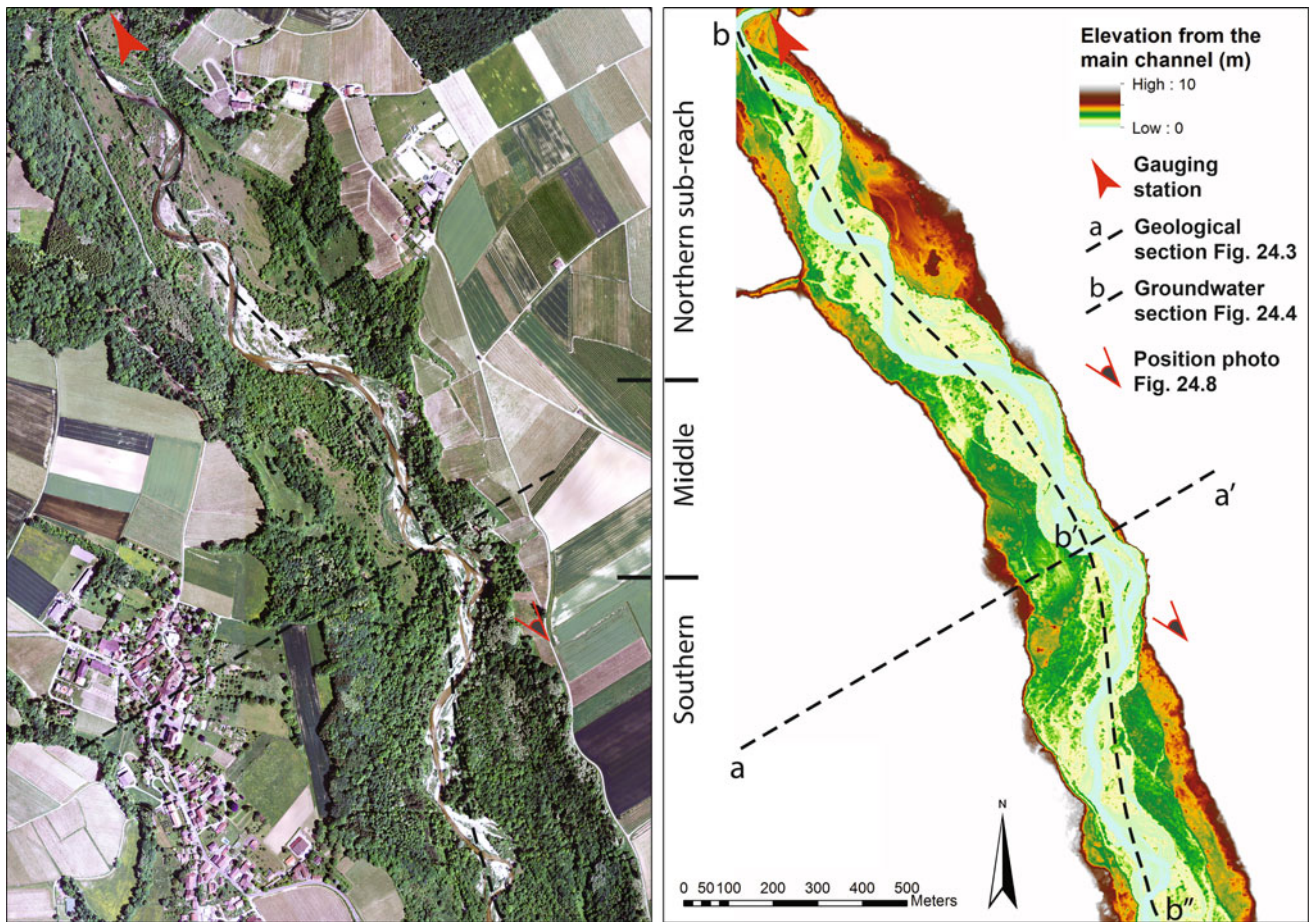 Northern sub-reach
Middle
Southern
b
Elevation from the
main channel (m)
High : 10
Low : 0
Gauging
station
a
Geological
section Fig. 24.3
b
Groundwater
section Fig. 24.4
Position photo
Fig. 24.8
a'
b'
a
N
0 50 100 200 300 400 500
Meters
b"